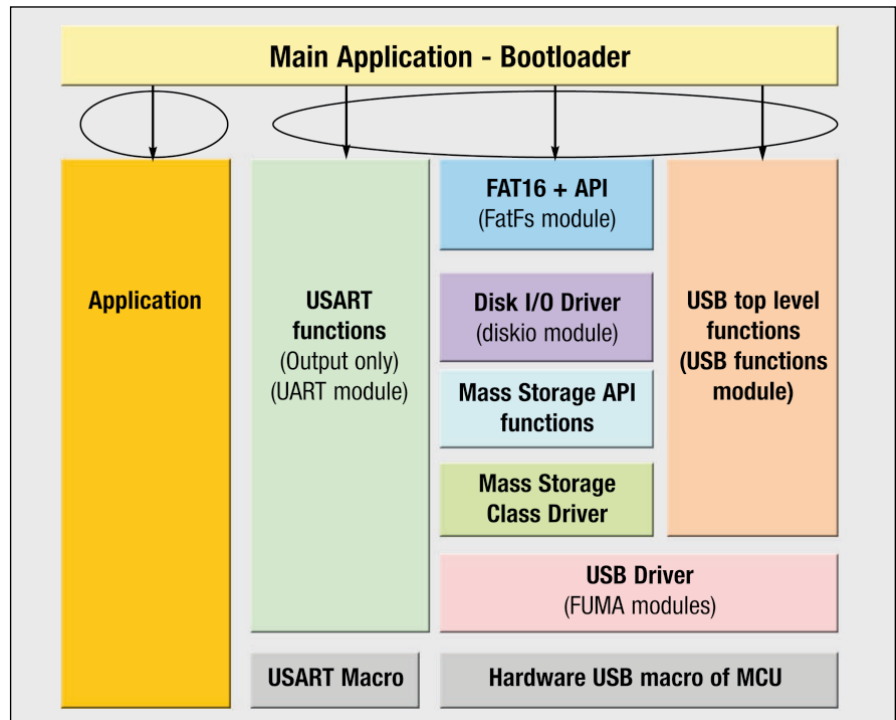 Main Application - Bootloader
Application
USART
functions
(Output only)
(UART module)
FAT16 + API
(FatFs module)
Disk I/O Driver
(diskio module)
Mass Storage API
functions
Mass Storage
Class Driver
USB top level
functions
(USB functions
module)
USB Driver
(FUMA modules)
USART Macro
Hardware USB macro of MCU